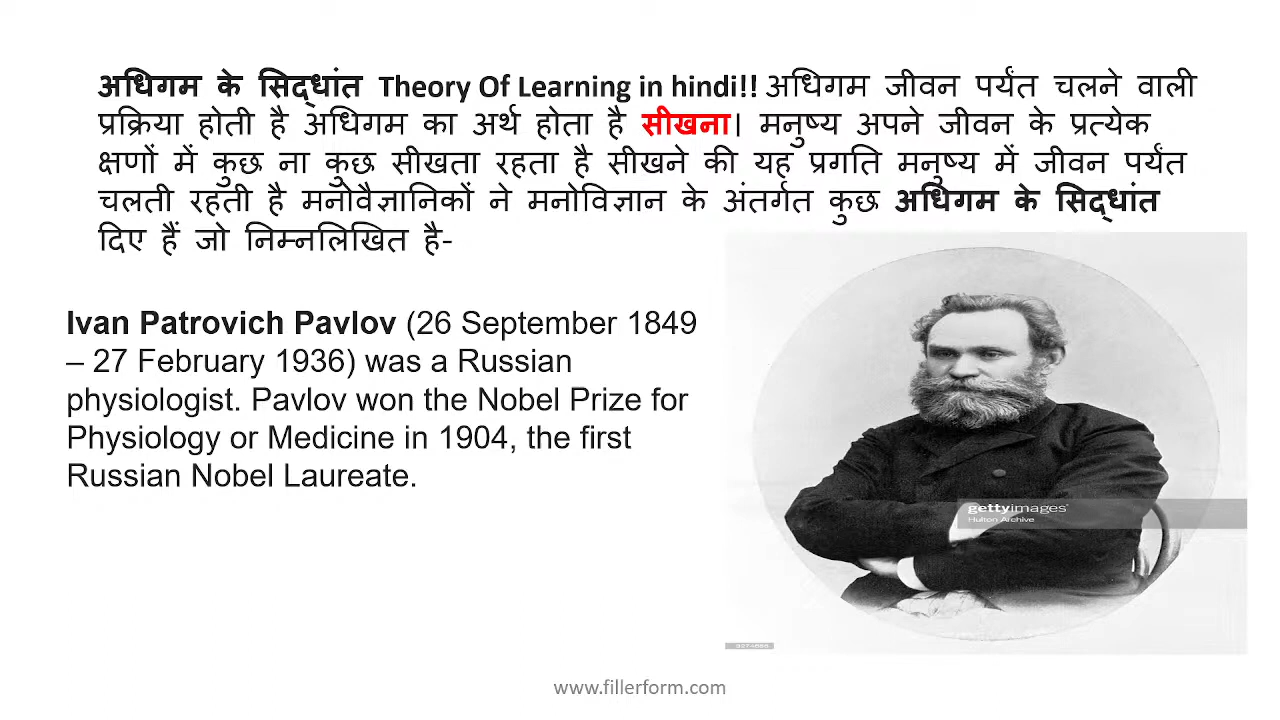 अधिगम के सिद्धांत Theory Of Learning in hindi!! अधिगम जीवन पर्यंत चलने वाली
प्रक्रिया होती है अधिगम का अर्थ होता है सीखना। मनुष्य अपने जीवन के प्रत्येक
क्षणों में कुछ ना कुछ सीखता रहता है सीखने की यह प्रगति मनुष्य में जीवन पर्यंत
चलती रहती है मनोवैज्ञानिकों ने मनोविज्ञान के अंतर्गत कुछ अधिगम के सिद्धांत
दिए हैं जो निम्नलिखित है-
Ivan Patrovich Pavlov (26 September 1849
– 27 February 1936) was a Russian
physiologist. Pavlov won the Nobel Prize for
Physiology or Medicine in 1904, the first
Russian Nobel Laureate.
gettyimages
Hulton Archive
www.fillerform.com